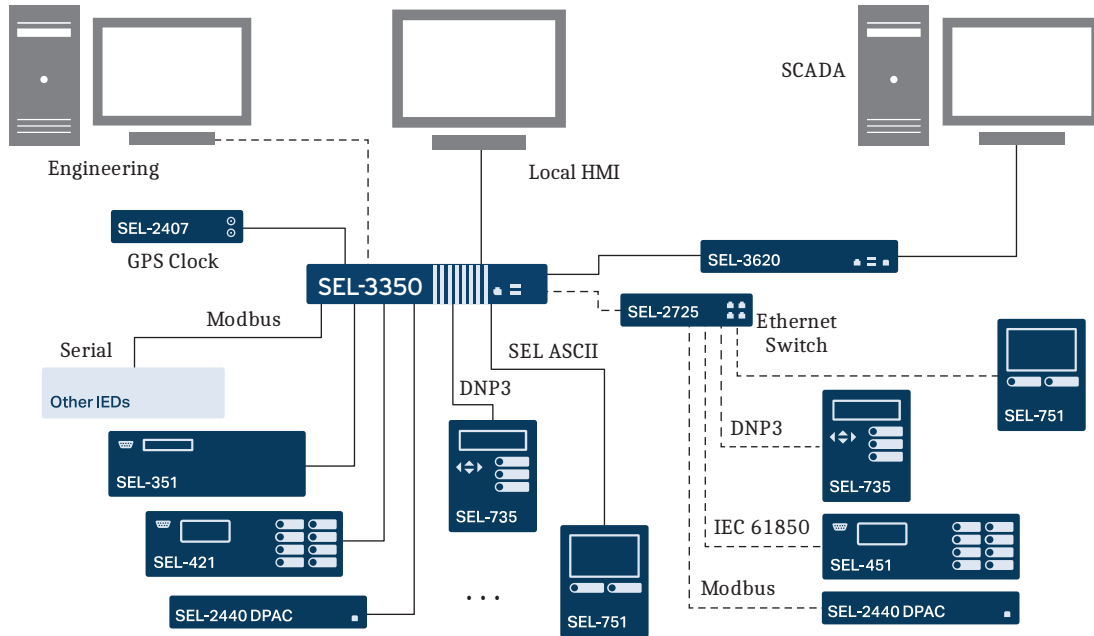 SCADA
Engineering
Local HMI
SEL-2407
GPS Clock
SEL-3620
SEL-3350
SEL-2725
Ethernet
Switch
Modbus
Serial
SEL ASCII
Other IEDs
DNP3
SEL-751
DNP3
SEL-351
SEL-735
SEL-735
IEC 61850
SEL-421
SEL-451
Modbus
...
SEL-2440 DPAC
SEL-751
SEL-2440 DPAC